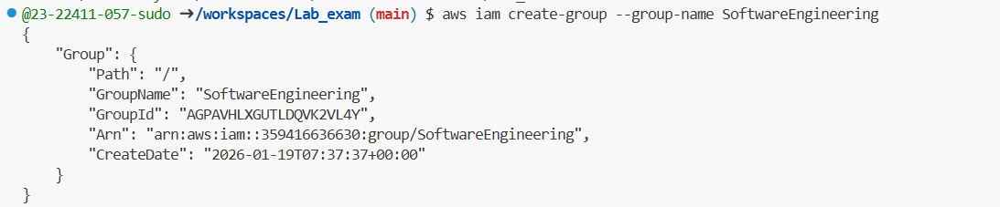 @23-22411-057-sudo ➜/workspaces/Lab_exam (main) $ aws iam create-group --group-name SoftwareEngineering
{
    "Group": {
        "Path": "/",
        "GroupName": "SoftwareEngineering",
        "GroupId": "AGPAVHLXGUTLDQVK2VL4Y",
        "Arn": "arn:aws:iam::359416636630:group/SoftwareEngineering",
        "CreateDate": "2026-01-19T07:37:37+00:00"
    }
}